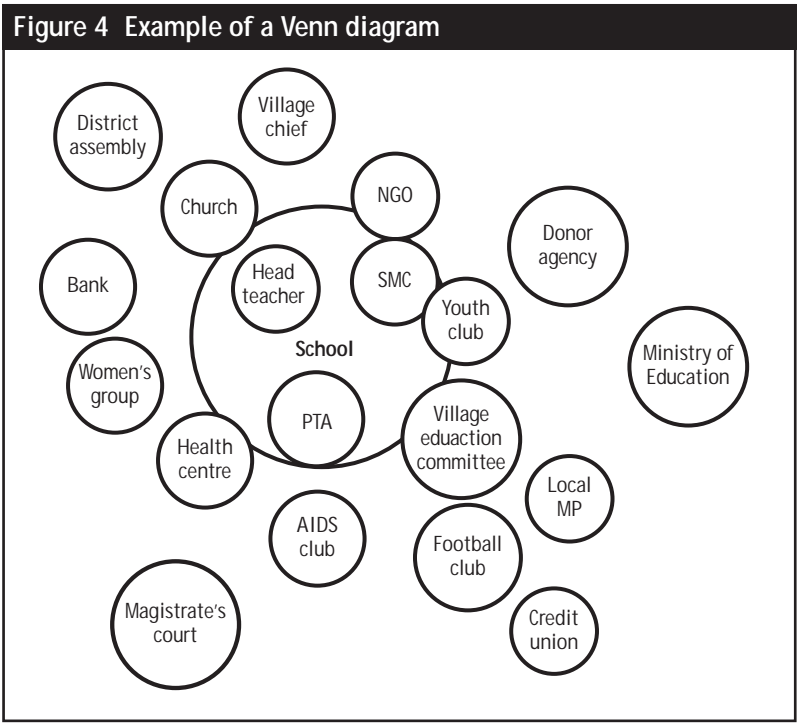 Figure 4 Example of a Venn diagram
Village
chief
District
assembly
NGO
Church
Donor
agency
Head
teacher
SMC
Bank
Youth
club
School
Ministry of
Education
Women's
group
PTA
Village
eduaction
committee
Health
centre
Local
MP
AIDS
club
Football
club
Magistrate's
court
Credit
union